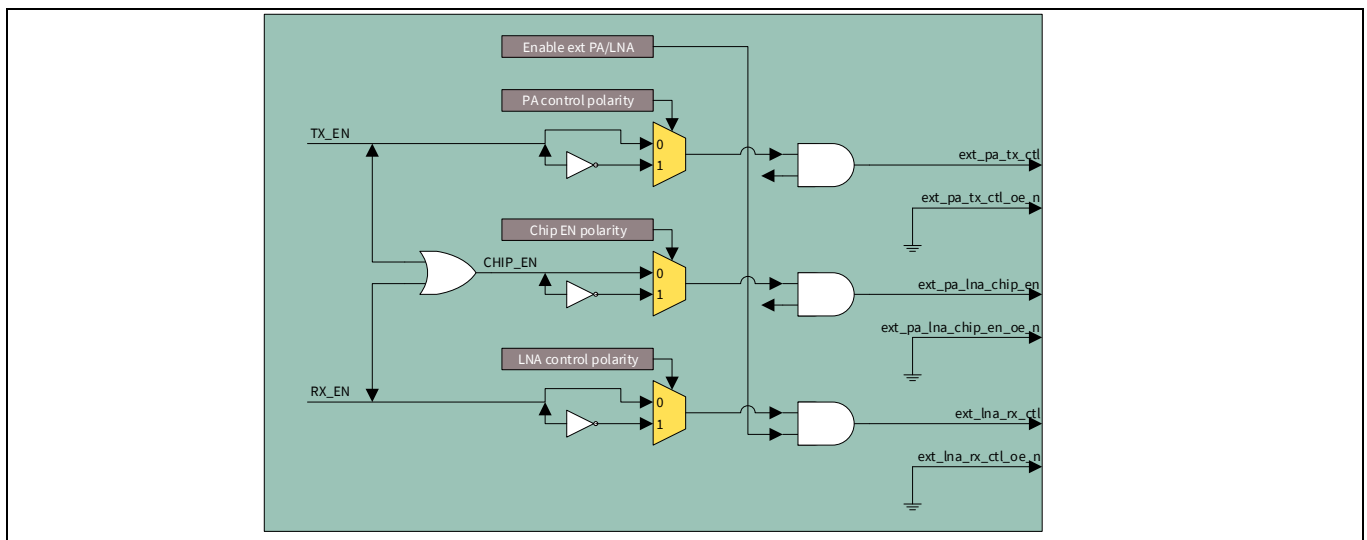 Enable ext PA/LNA
PA control polarity
TX_EN
0
1
ext_pa_tx_ctl
ext_pa_tx_ctl_oe_n
Chip EN polarity
CHIP_EN
0
1
ext_pa_lna_chip_en
ext_pa_lna_chip_en_oe_n
LNA control polarity
RX_EN
0
1
ext_lna_rx_ctl
ext_lna_rx_ctl_oe_n